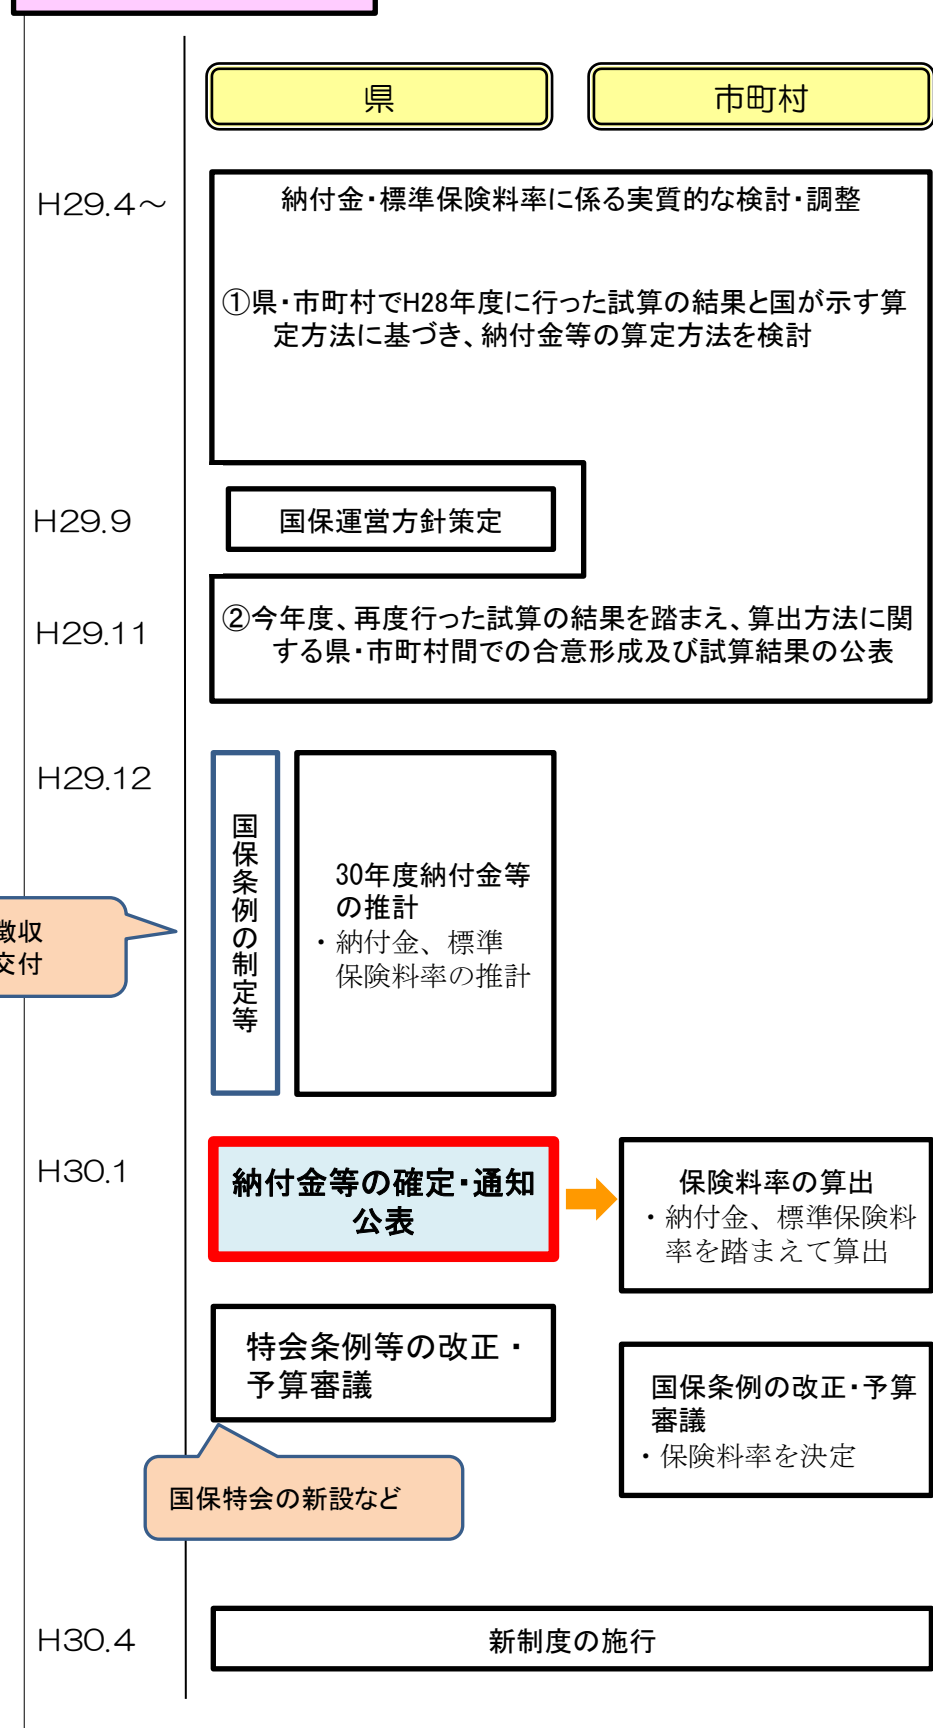 県
市町村
H29.4～
納付金・標準保険料率に係る実質的な検討・調整
①県・市町村でH28年度に行った試算の結果と国が示す算
定方法に基づき、納付金等の算定方法を検討
H29.9
国保運営方針策定
H29.11
②今年度、再度行った試算の結果を踏まえ、算出方法に関
する県・市町村間での合意形成及び試算結果の公表
H29.12
国保条例の制定等
30年度納付金等
の推計
・納付金、標準
保険料率の推計
徴収
交付
H30.1
納付金等の確定・通知
公表
保険料率の算出
・納付金、標準保険料
率を踏まえて算出
特会条例等の改正・
予算審議
国保条例の改正・予算
審議
・保険料率を決定
国保特会の新設など
H30.4
新制度の施行